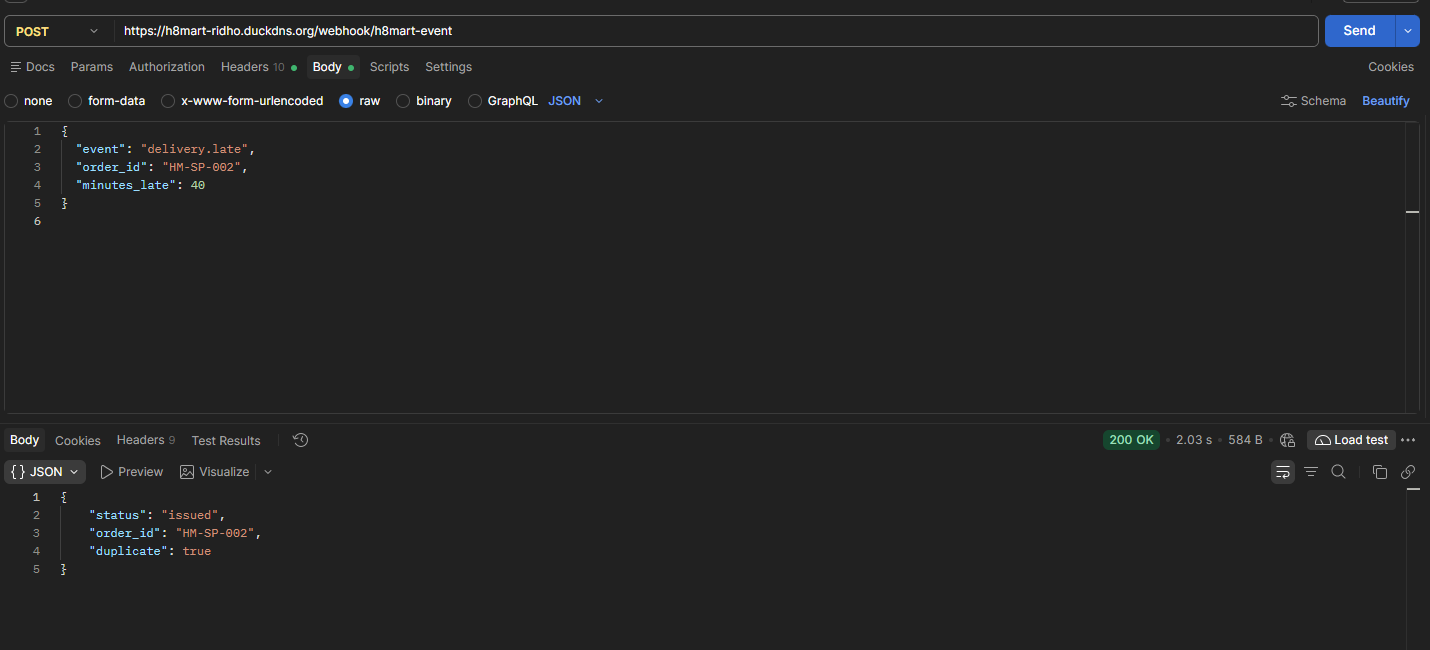 POST https://h8mart-ridho.duckdns.org/webhook/h8mart-event Send
Docs Params Authorization Headers 10 Body Scripts Settings Cookies
none form-data x-www-form-urlencoded raw binary GraphQL JSON Schema Beautify
1 {
2 "event": "delivery.late",
3 "order_id": "HM-SP-002",
4 "minutes_late": 40
5 }
6
Body Cookies Headers 9 Test Results 200 OK • 2.03 s • 584 B • Load test
{} JSON Preview Visualize
1 {
2 "status": "issued",
3 "order_id": "HM-SP-002",
4 "duplicate": true
5 }